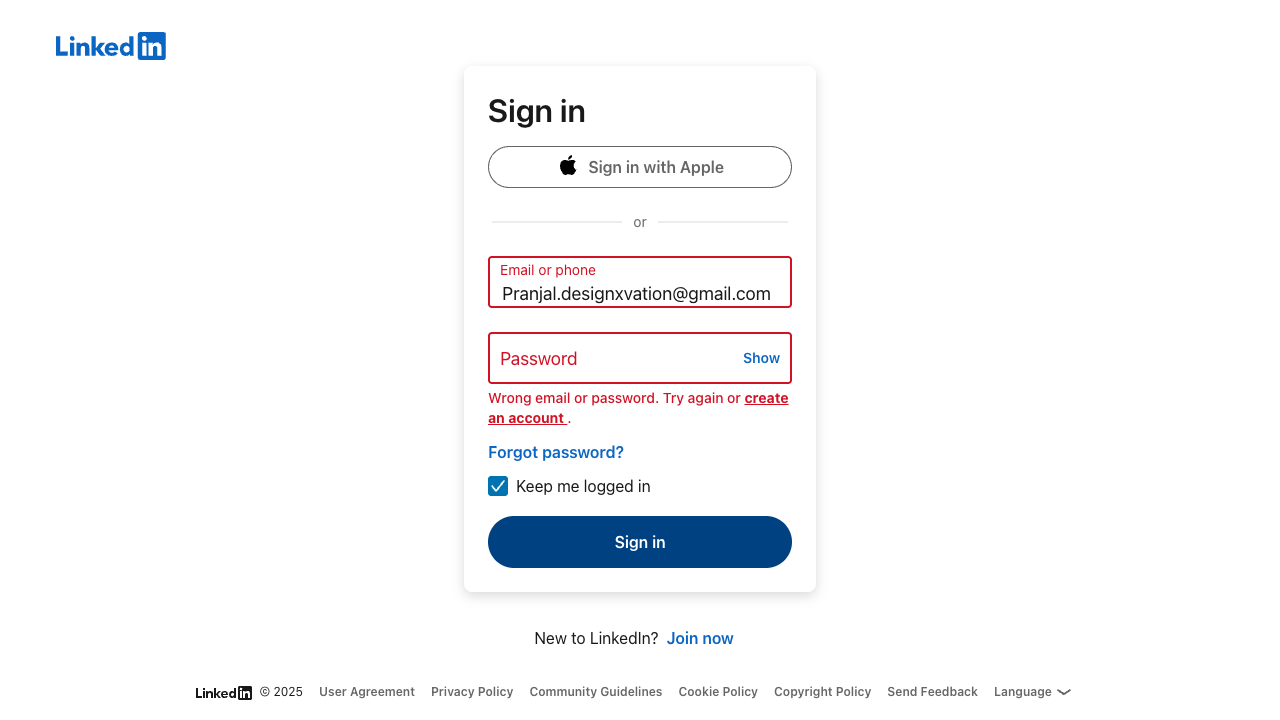 Linkedin
Sign in
Sign in with Apple
or
Email or phone
Pranjal.designxvation@gmail.com
Password
Show
Wrong email or password. Try again or create
an account .
Forgot password?
Keep me logged in
Sign in
New to LinkedIn? Join now
Linkedin © 2025 User Agreement Privacy Policy Community Guidelines Cookie Policy Copyright Policy Send Feedback Language